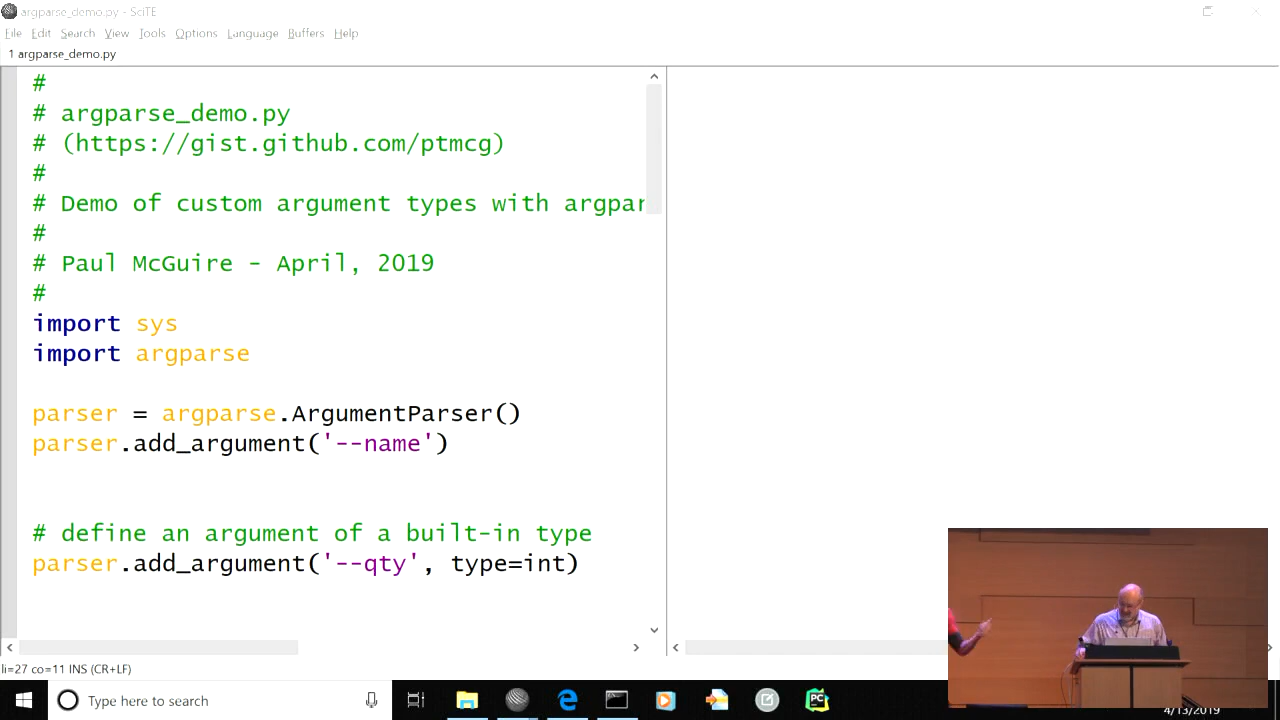 argparse_demo.py - SciTE
File Edit Search View Tools Options Language Buffers Help
1 argparse_demo.py
#
# argparse_demo.py
# (https://gist.github.com/ptmcg)
#
# Demo of custom argument types with argpar
#
# Paul McGuire - April, 2019
#
import sys
import argparse
parser = argparse.ArgumentParser()
parser.add_argument('--name')
# define an argument of a built-in type
parser.add_argument('--qty', type=int)
li=27 co=11 INS (CR+LF)
Type here to search
PC
4/13/2019